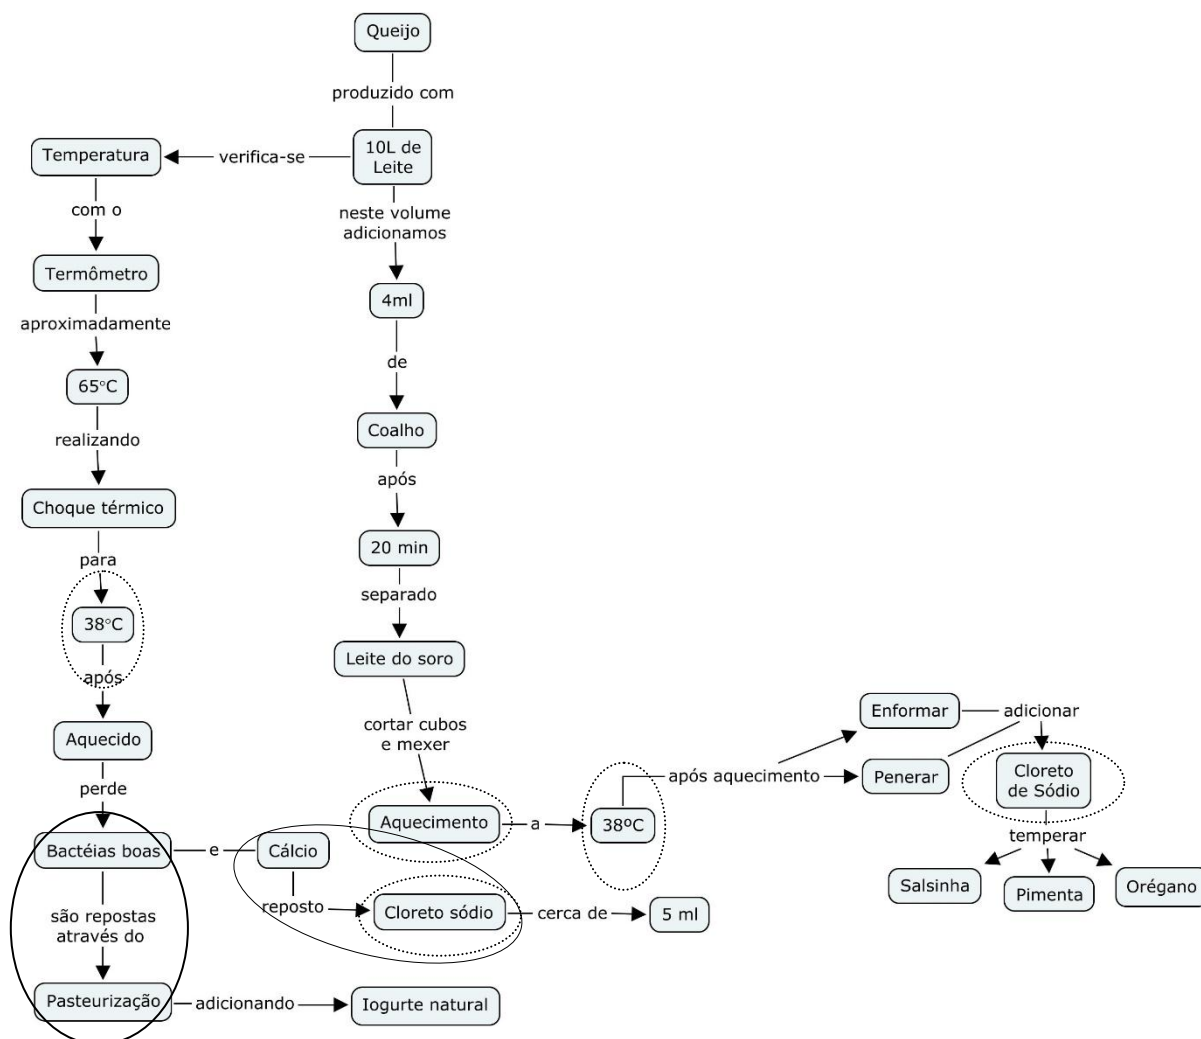 Queijo
produzido com
10L de
Leite
verifica-se
Temperatura
com o
Termômetro
aproximadamente
65°C
realizando
Choque térmico
para
38°C
após
Aquecido
perde
Bactéias boas
e
Cálcio
reposto
Cloreto sódio
cerca de
5 ml
são repostas
através do
Pasteurização
adicionando
Iogurte natural
neste volume
adicionamos
4ml
de
Coalho
após
20 min
separado
Leite do soro
cortar cubos
e mexer
Aquecimento
a
38ºC
após aquecimento
Enformar
Penerar
adicionar
Cloreto
de Sódio
temperar
Salsinha
Pimenta
Orégano